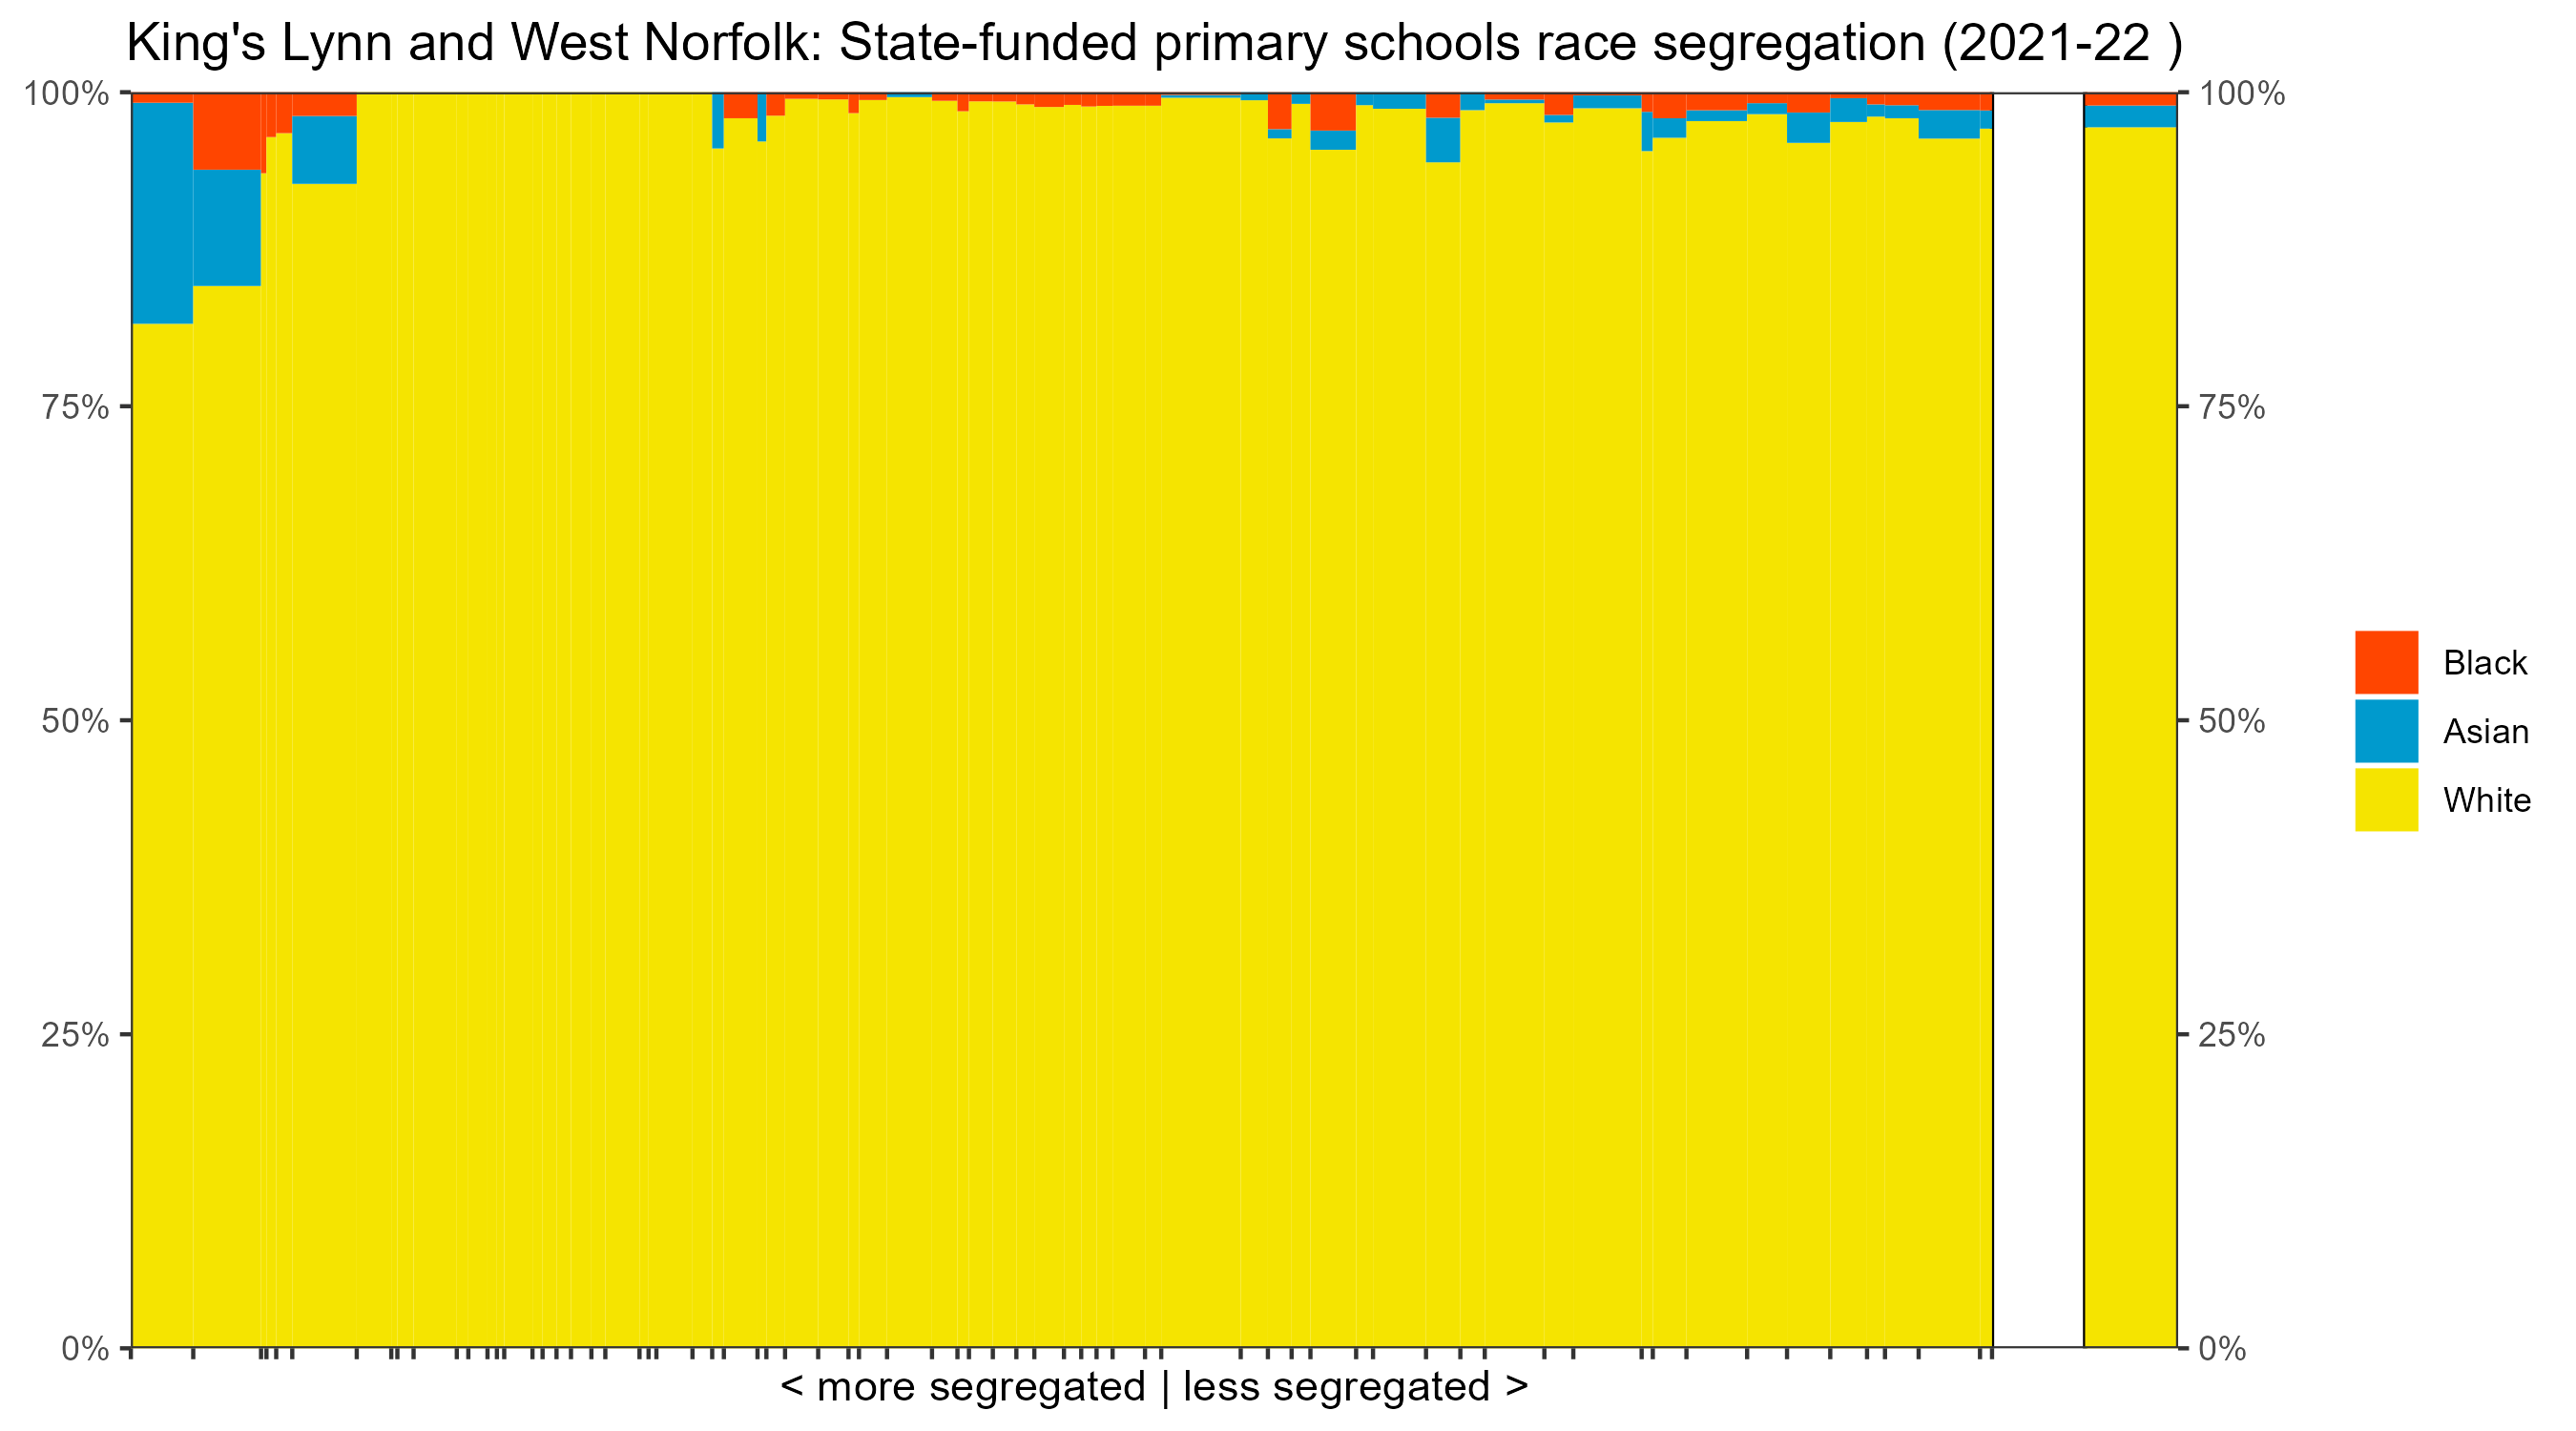 King's Lynn and West Norfolk: State-funded primary schools race segregation (2021-22 )
100%
75%
50%
25%
0%
100%
75%
50%
25%
0%
< more segregated | less segregated >
Black
Asian
White